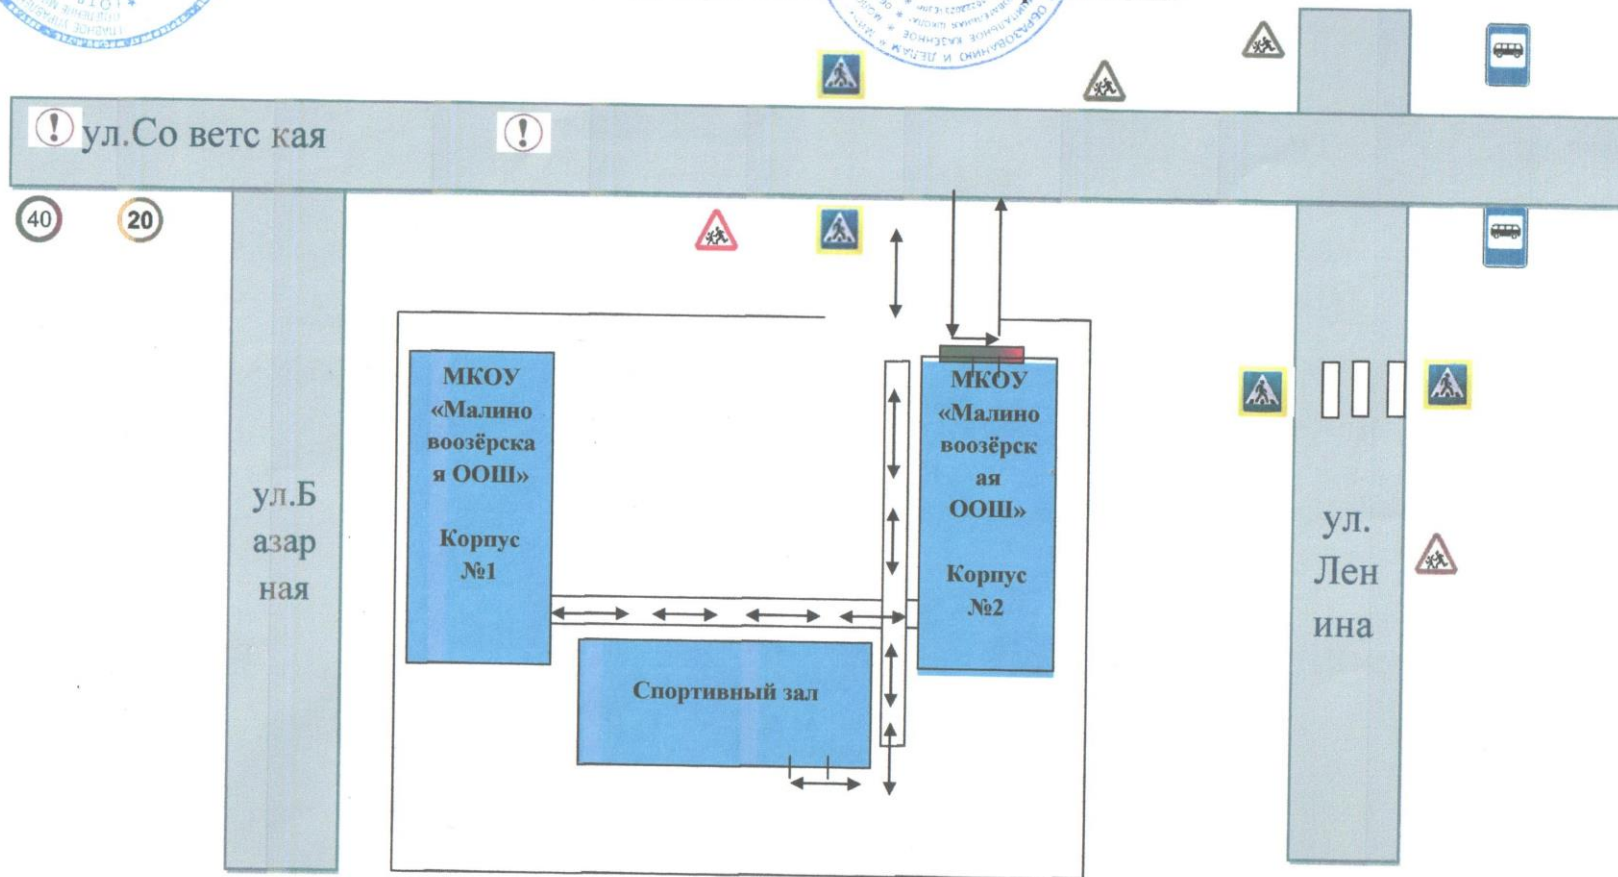 ул.Со ветс кая
40
20
МКОУ
«Малино
воозёрска
я ООШ»
Корпус
№1
МКОУ
«Малино
воозёрск
ая
ООШ»
Корпус
№2
Спортивный зал
ул.Б
азар
ная
ул.
Лен
ина